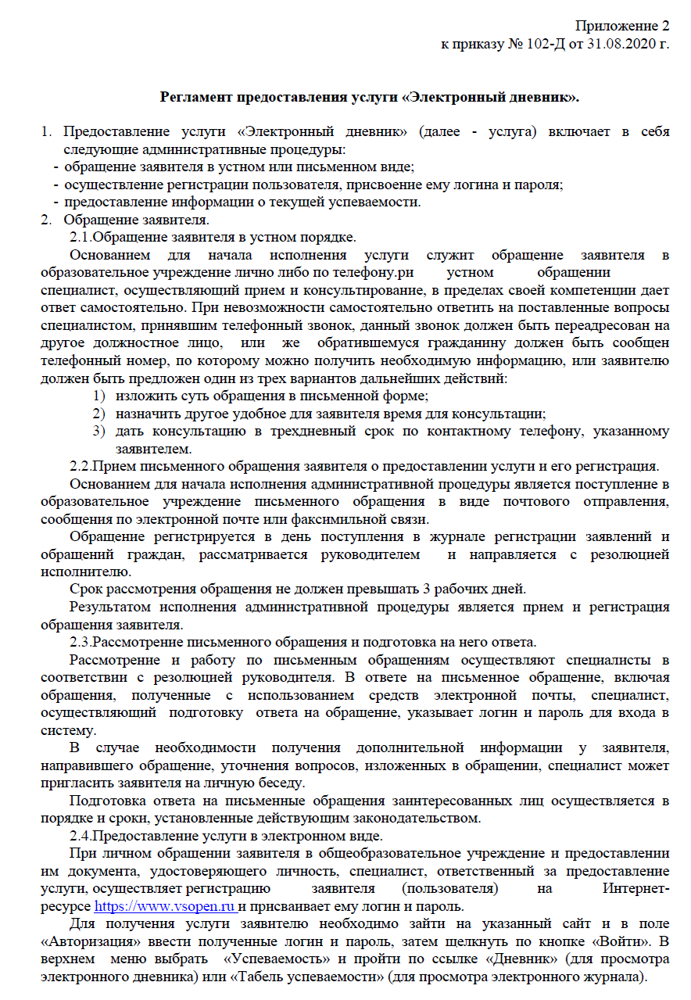 Приложение 2
к приказу № 102-Д от 31.08.2020 г.
Регламент предоставления услуги «Электронный дневник».
1. Предоставление услуги «Электронный дневник» (далее - услуга) включает в себя
следующие административные процедуры:
- обращение заявителя в устном или письменном виде;
- осуществление регистрации пользователя, присвоение ему логина и пароля;
- предоставление информации о текущей успеваемости.
2. Обращение заявителя.
2.1.Обращение заявителя в устном порядке.
Основанием для начала исполнения услуги служит обращение заявителя в
образовательное учреждение лично либо по телефону.ри устном обращении
специалист, осуществляющий прием и консультирование, в пределах своей компетенции дает
ответ самостоятельно. При невозможности самостоятельно ответить на поставленные вопросы
специалистом, принявшим телефонный звонок, данный звонок должен быть переадресован на
другое должностное лицо, или же обратившемуся гражданину должен быть сообщен
телефонный номер, по которому можно получить необходимую информацию, или заявителю
должен быть предложен один из трех вариантов дальнейших действий:
1) изложить суть обращения в письменной форме;
2) назначить другое удобное для заявителя время для консультации;
3) дать консультацию в трехдневный срок по контактному телефону, указанному
заявителем.
2.2.Прием письменного обращения заявителя о предоставлении услуги и его регистрация.
Основанием для начала исполнения административной процедуры является поступление в
образовательное учреждение письменного обращения в виде почтового отправления,
сообщения по электронной почте или факсимильной связи.
Обращение регистрируется в день поступления в журнале регистрации заявлений и
обращений граждан, рассматривается руководителем и направляется с резолюцией
исполнителю.
Срок рассмотрения обращения не должен превышать 3 рабочих дней.
Результатом исполнения административной процедуры является прием и регистрация
обращения заявителя.
2.3.Рассмотрение письменного обращения и подготовка на него ответа.
Рассмотрение и работу по письменным обращениям осуществляют специалисты в
соответствии с резолюцией руководителя. В ответе на письменное обращение, включая
обращения, полученные с использованием средств электронной почты, специалист,
осуществляющий подготовку ответа на обращение, указывает логин и пароль для входа в
систему.
В случае необходимости получения дополнительной информации у заявителя,
направившего обращение, уточнения вопросов, изложенных в обращении, специалист может
пригласить заявителя на личную беседу.
Подготовка ответа на письменные обращения заинтересованных лиц осуществляется в
порядке и сроки, установленные действующим законодательством.
2.4.Предоставление услуги в электронном виде.
При личном обращении заявителя в общеобразовательное учреждение и предоставлении
им документа, удостоверяющего личность, специалист, ответственный за предоставление
услуги, осуществляет регистрацию заявителя (пользователя) на Интернет-
ресурсе https://www.vsopen.ru и присваивает ему логин и пароль.
Для получения услуги заявителю необходимо зайти на указанный сайт и в поле
«Авторизация» ввести полученные логин и пароль, затем щелкнуть по кнопке «Войти». В
верхнем меню выбрать «Успеваемость» и пройти по ссылке «Дневник» (для просмотра
электронного дневника) или «Табель успеваемости» (для просмотра электронного журнала).